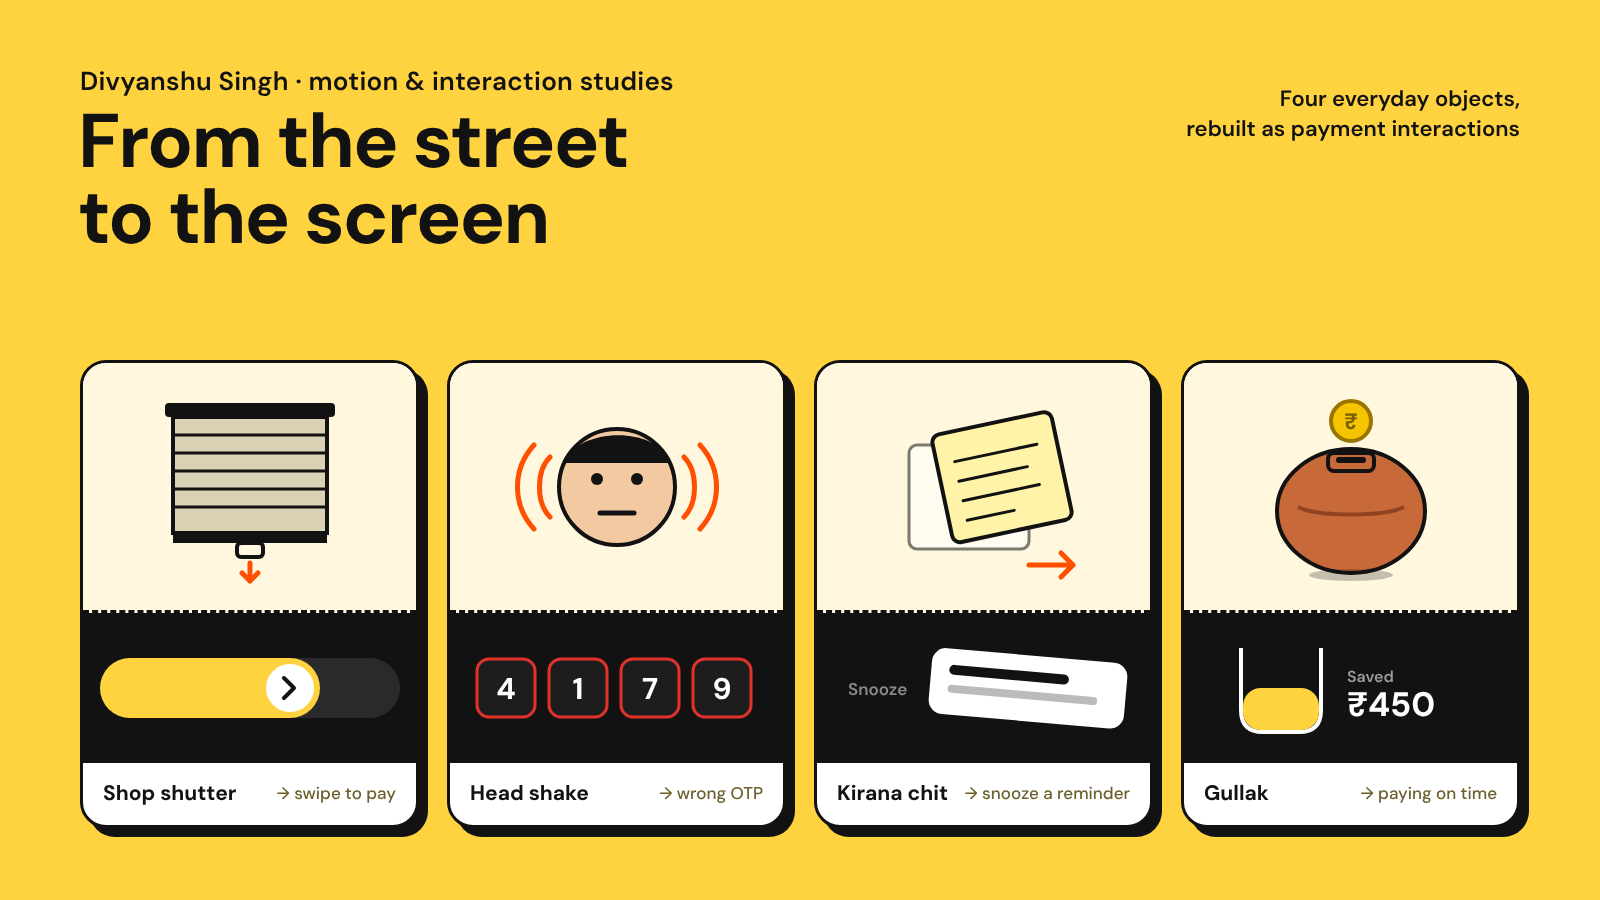 Divyanshu Singh · motion & interaction studies
From the street
to the screen
Four everyday objects,
rebuilt as payment interactions
₹
4 1 7 9
Snooze
Saved
₹450
Shop shutter → swipe to pay
Head shake → wrong OTP
Kirana chit → snooze a reminder
Gullak → paying on time